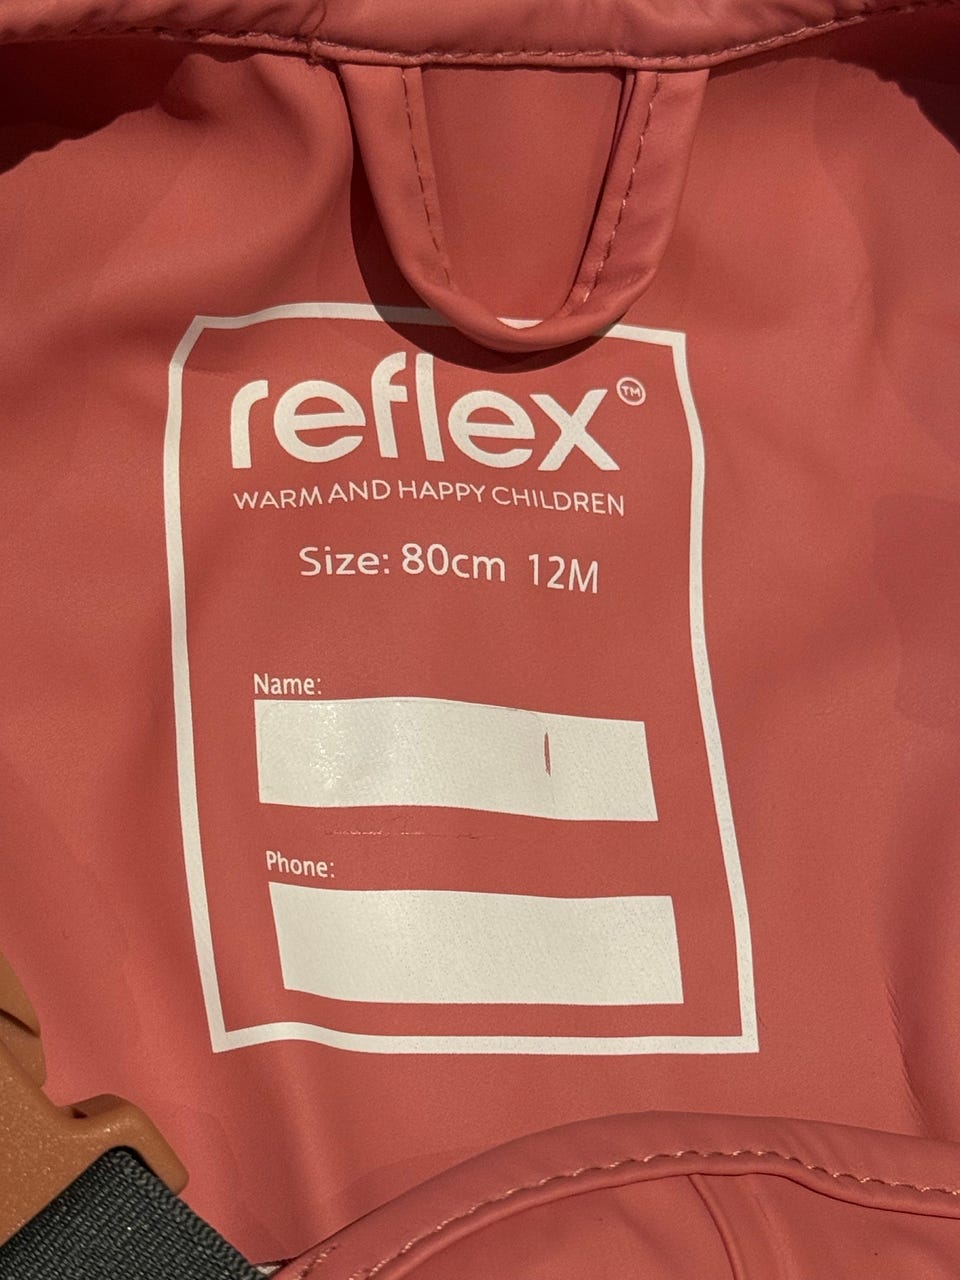 reflex™
WARM AND HAPPY CHILDREN
Size: 80cm 12M
Name:
Phone: